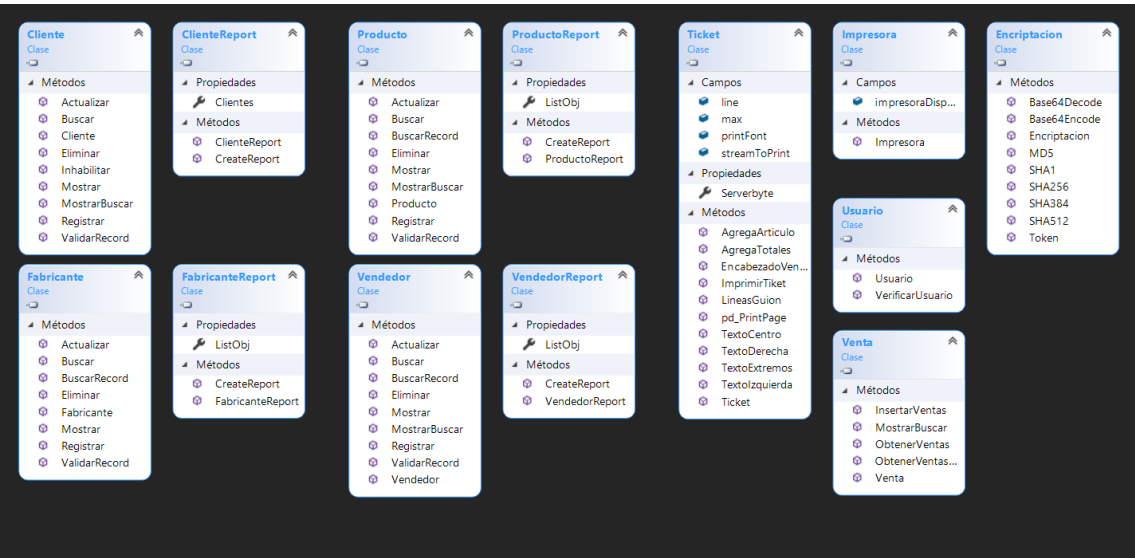 Cliente
Clase
Métodos
Actualizar
Buscar
Cliente
Eliminar
Inhabilitar
Mostrar
MostrarBuscar
Registrar
ValidarRecord
ClienteReport
Clase
Propiedades
Clientes
Métodos
ClienteReport
CreateReport
Producto
Clase
Métodos
Actualizar
Buscar
BuscarRecord
Eliminar
Mostrar
MostrarBuscar
Producto
Registrar
ValidarRecord
ProductoReport
Clase
Propiedades
ListObj
Métodos
CreateReport
ProductoReport
Ticket
Clase
Campos
line
max
printFont
streamToPrint
Propiedades
Serverbyte
Métodos
AgregaArticulo
AgregaTotales
EncabezadoVen...
ImprimirTiket
LineasGuion
pd_PrintPage
TextoCentro
TextoDerecha
TextoExtremos
TextoIzquierda
Ticket
Impresora
Clase
Campos
impresoraDisp...
Métodos
Impresora
Encriptacion
Clase
Métodos
Base64Decode
Base64Encode
Encriptacion
MD5
SHA1
SHA256
SHA384
SHA512
Token
Usuario
Clase
Métodos
Usuario
VerificarUsuario
Fabricante
Clase
Métodos
Actualizar
Buscar
BuscarRecord
Eliminar
Fabricante
Mostrar
Registrar
ValidarRecord
FabricanteReport
Clase
Propiedades
ListObj
Métodos
CreateReport
FabricanteReport
Vendedor
Clase
Métodos
Actualizar
Buscar
BuscarRecord
Eliminar
Mostrar
MostrarBuscar
Registrar
ValidarRecord
Vendedor
VendedorReport
Clase
Propiedades
ListObj
Métodos
CreateReport
VendedorReport
Venta
Clase
Métodos
InsertarVentas
MostrarBuscar
ObtenerVentas
ObtenerVentas...
Venta